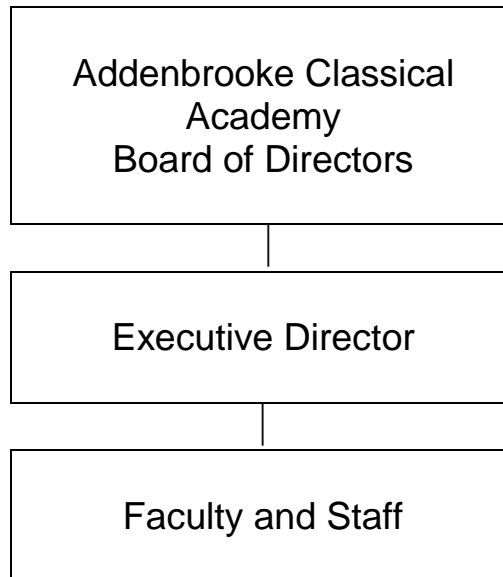 Addenbrooke Classical
Academy
Board of Directors
Executive Director
Faculty and Staff